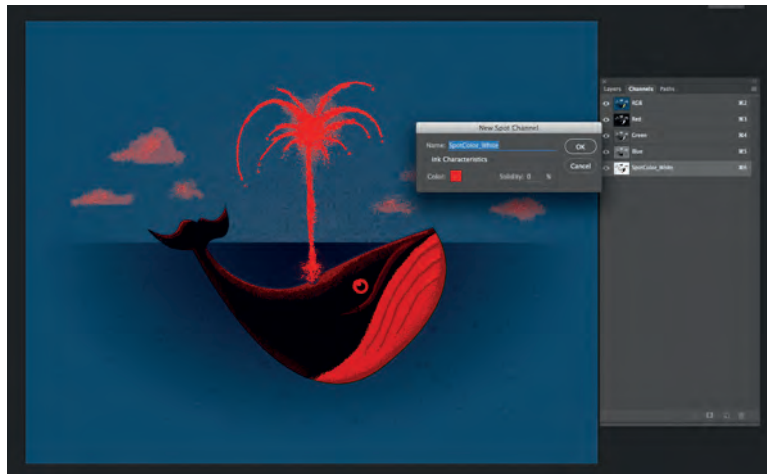 Layers Channels Paths
RGB ⌘2
Red ⌘3
Green ⌘4
Blue ⌘5
SpotColor_White ⌘6
New Spot Channel
Name: SpotColor_White
OK
Ink Characteristics
Cancel
Color: Solidity: 0 %